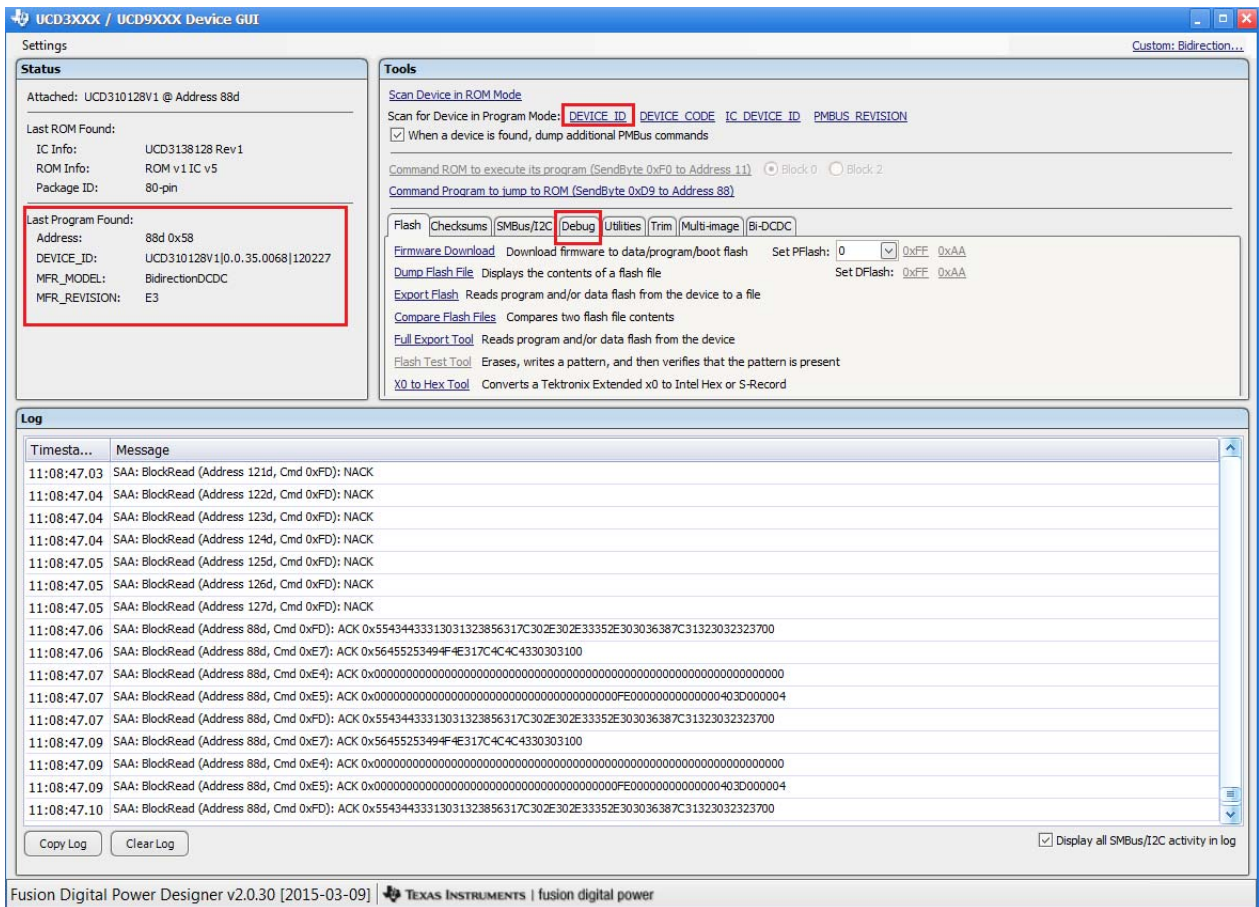 UCD3XXX / UCD9XXX Device GUI
Settings
Custom: Bidirection...
Status
Attached: UCD310128V1 @ Address 88d
Last ROM Found:
IC Info: UCD3138128 Rev1
ROM Info: ROM v1 IC v5
Package ID: 80-pin
Last Program Found:
Address: 88d 0x58
DEVICE_ID: UCD310128V1|0.0.35.0068|120227
MFR_MODEL: BidirectionDCDC
MFR_REVISION: E3
Tools
Scan Device in ROM Mode
Scan for Device in Program Mode: DEVICE_ID DEVICE_CODE IC_DEVICE_ID PMBUS_REVISION
When a device is found, dump additional PMBus commands
Command ROM to execute its program (SendByte 0xF0 to Address 11) Block 0 Block 2
Command Program to jump to ROM (SendByte 0xD9 to Address 88)
Flash Checksums SMBus/I2C Debug Utilities Trim Multi-image Bi-DCDC
Firmware Download Download firmware to data/program/boot flash Set PFlash: 0 0xFF 0xAA
Dump Flash File Displays the contents of a flash file Set DFlash: 0xFF 0xAA
Export Flash Reads program and/or data flash from the device to a file
Compare Flash Files Compares two flash file contents
Full Export Tool Reads program and/or data flash from the device
Flash Test Tool Erases, writes a pattern, and then verifies that the pattern is present
X0 to Hex Tool Converts a Tektronix Extended x0 to Intel Hex or S-Record
Log
Timesta... Message
11:08:47.03 SAA: BlockRead (Address 121d, Cmd 0xFD): NACK
11:08:47.04 SAA: BlockRead (Address 122d, Cmd 0xFD): NACK
11:08:47.04 SAA: BlockRead (Address 123d, Cmd 0xFD): NACK
11:08:47.04 SAA: BlockRead (Address 124d, Cmd 0xFD): NACK
11:08:47.05 SAA: BlockRead (Address 125d, Cmd 0xFD): NACK
11:08:47.05 SAA: BlockRead (Address 126d, Cmd 0xFD): NACK
11:08:47.05 SAA: BlockRead (Address 127d, Cmd 0xFD): NACK
11:08:47.06 SAA: BlockRead (Address 88d, Cmd 0xFD): ACK 0x55434433313031323856317C302E302E33352E303036387C31323032323700
11:08:47.06 SAA: BlockRead (Address 88d, Cmd 0xE7): ACK 0x56455253494F4E317C4C4C4330303100
11:08:47.07 SAA: BlockRead (Address 88d, Cmd 0xE4): ACK
11:08:47.07 SAA: BlockRead (Address 88d, Cmd 0xE5): ACK
11:08:47.07 SAA: BlockRead (Address 88d, Cmd 0xFD): ACK 0x55434433313031323856317C302E302E33352E303036387C31323032323700
11:08:47.09 SAA: BlockRead (Address 88d, Cmd 0xE7): ACK 0x56455253494F4E317C4C4C4330303100
11:08:47.09 SAA: BlockRead (Address 88d, Cmd 0xE4): ACK
11:08:47.09 SAA: BlockRead (Address 88d, Cmd 0xE5): ACK
11:08:47.10 SAA: BlockRead (Address 88d, Cmd 0xFD): ACK 0x55434433313031323856317C302E302E33352E303036387C31323032323700
Copy Log Clear Log Display all SMBus/I2C activity in log
Fusion Digital Power Designer v2.0.30 [2015-03-09] TEXAS INSTRUMENTS | fusion digital power